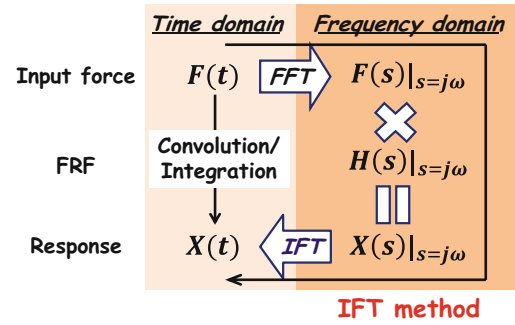 Time domain Frequency domain
Input force F(t) FFT F(s)|s=jω
×
Convolution/
Integration
FRF H(s)|s=jω
=
Response X(t) IFT X(s)|s=jω
IFT method